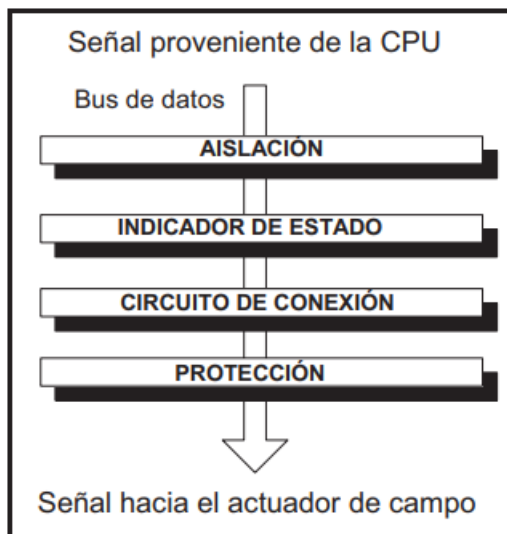 Señal proveniente de la CPU
Bus de datos
AISLACIÓN
INDICADOR DE ESTADO
CIRCUITO DE CONEXIÓN
PROTECCIÓN
Señal hacia el actuador de campo